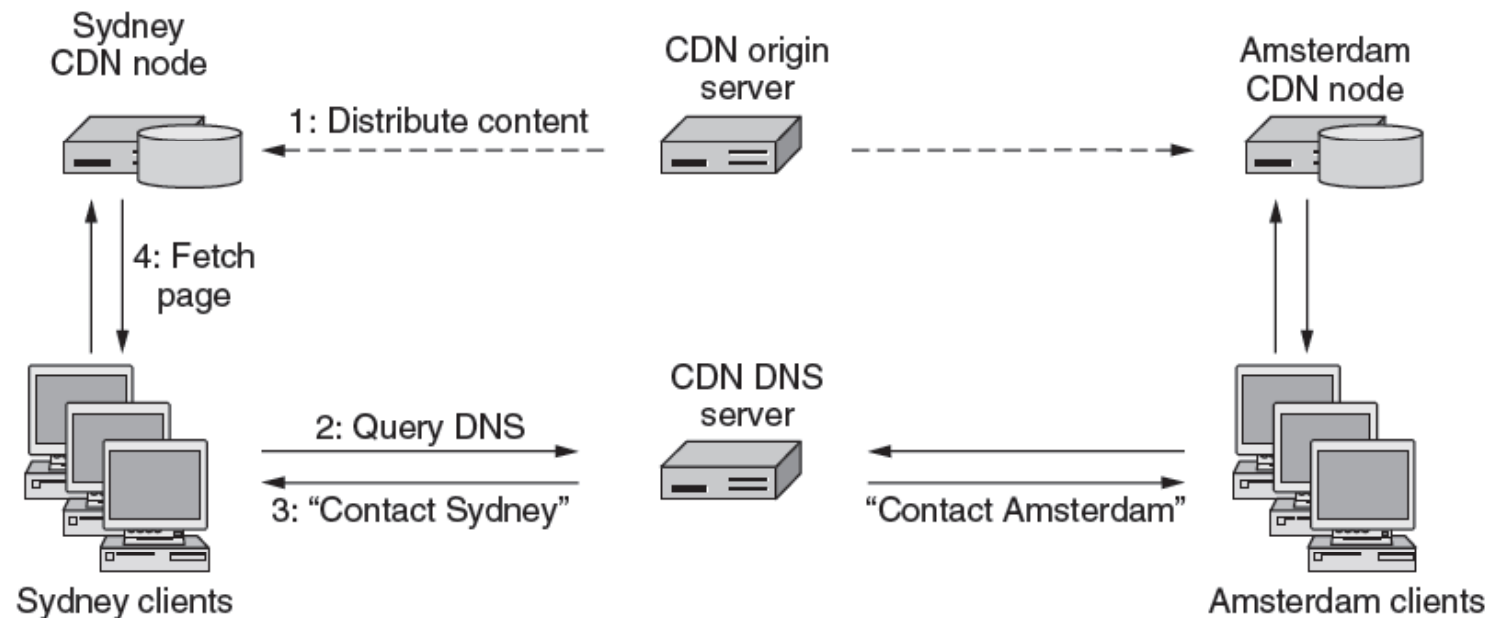 Sydney
CDN node
CDN origin
server
Amsterdam
CDN node
1: Distribute content
4: Fetch
page
CDN DNS
server
2: Query DNS
3: “Contact Sydney”
“Contact Amsterdam”
Sydney clients
Amsterdam clients